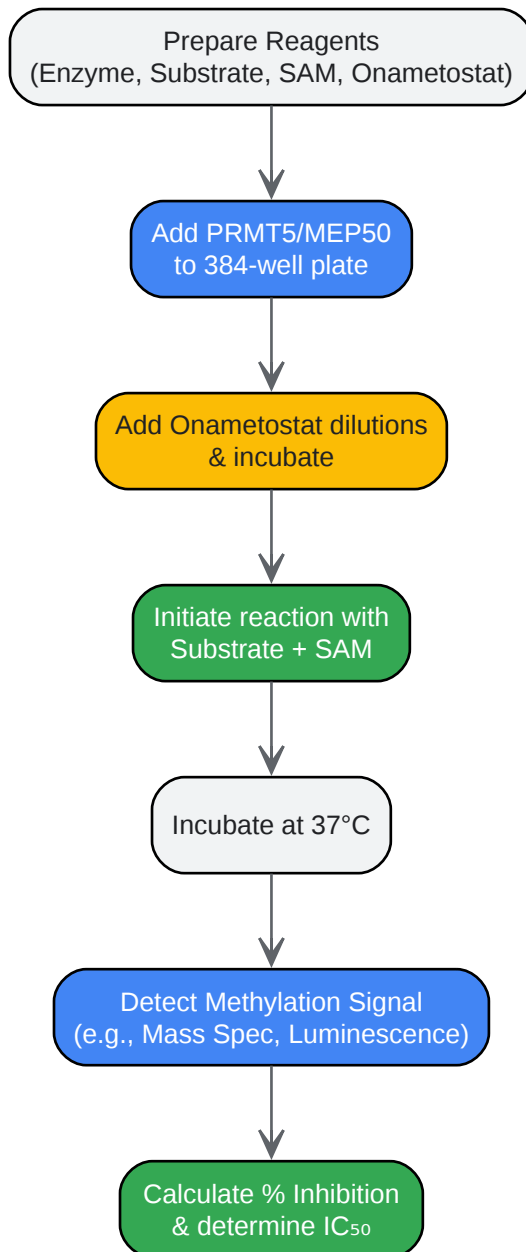 Prepare Reagents
(Enzyme, Substrate, SAM, Onametostat)
Add PRMT5/MEP50
to 384-well plate
Add Onametostat dilutions
& incubate
Initiate reaction with
Substrate + SAM
Incubate at 37°C
Detect Methylation Signal
(e.g., Mass Spec, Luminescence)
Calculate % Inhibition
& determine IC₅₀